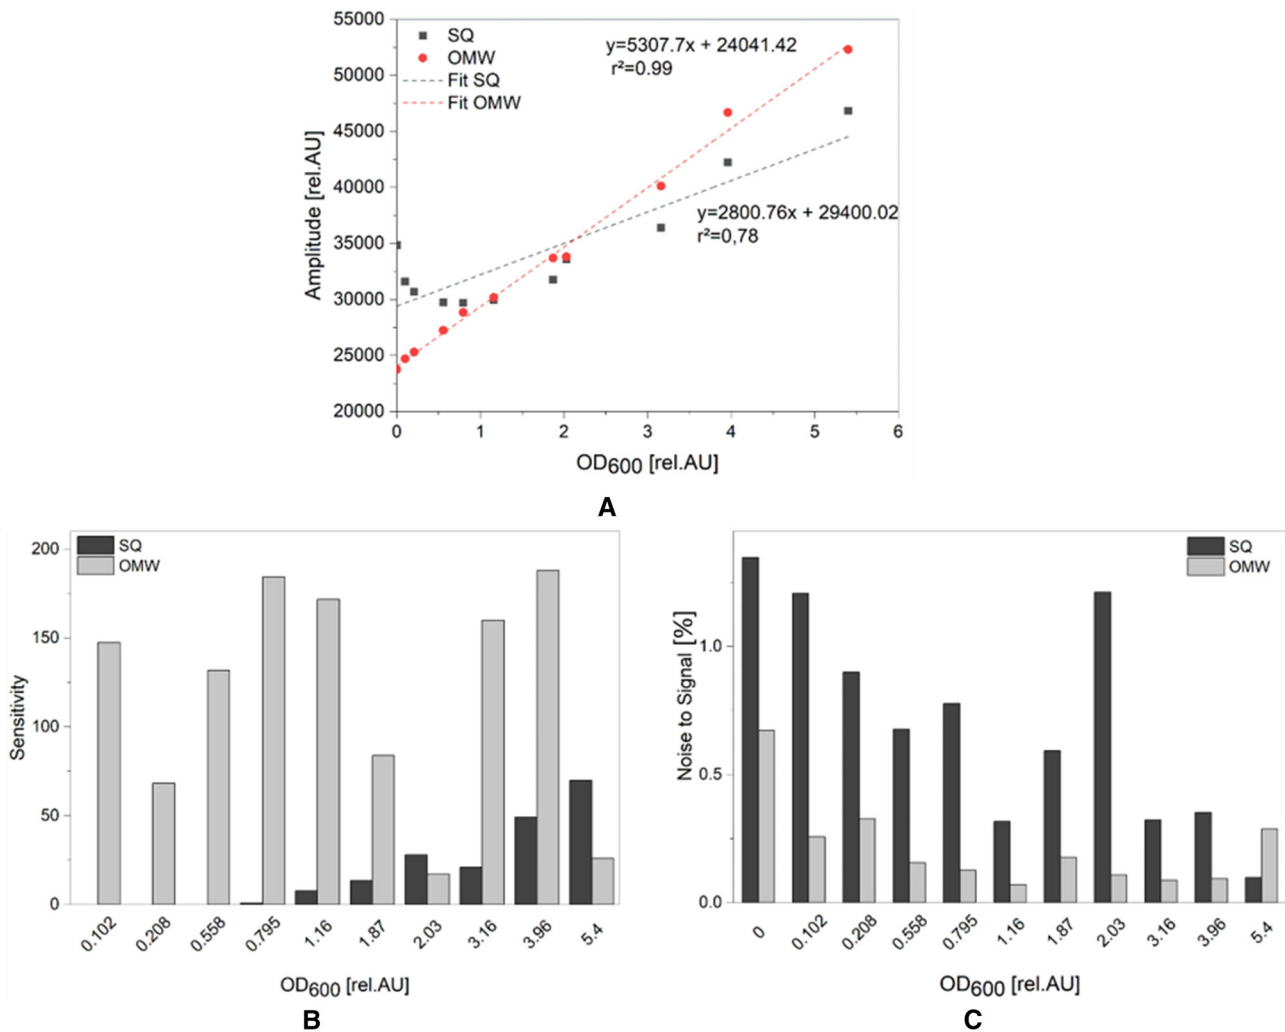 55000
50000
45000
40000
35000
30000
25000
20000
Amplitude [rel.AU]
SQ
OMW
Fit SQ
Fit OMW
y=5307.7x + 24041.42
r²=0.99
y=2800.76x + 29400.02
r²=0,78
0 1 2 3 4 5 6
OD600 [rel.AU]
A
200
150
100
50
0
Sensitivity
SQ
OMW
0.102 0.208 0.558 0.795 1.16 1.87 2.03 3.16 3.96 5.4
OD600 [rel.AU]
B
1.0
0.5
0.0
Noise to Signal [%]
SQ
OMW
0 0.102 0.208 0.558 0.795 1.16 1.87 2.03 3.16 3.96 5.4
OD600 [rel.AU]
C